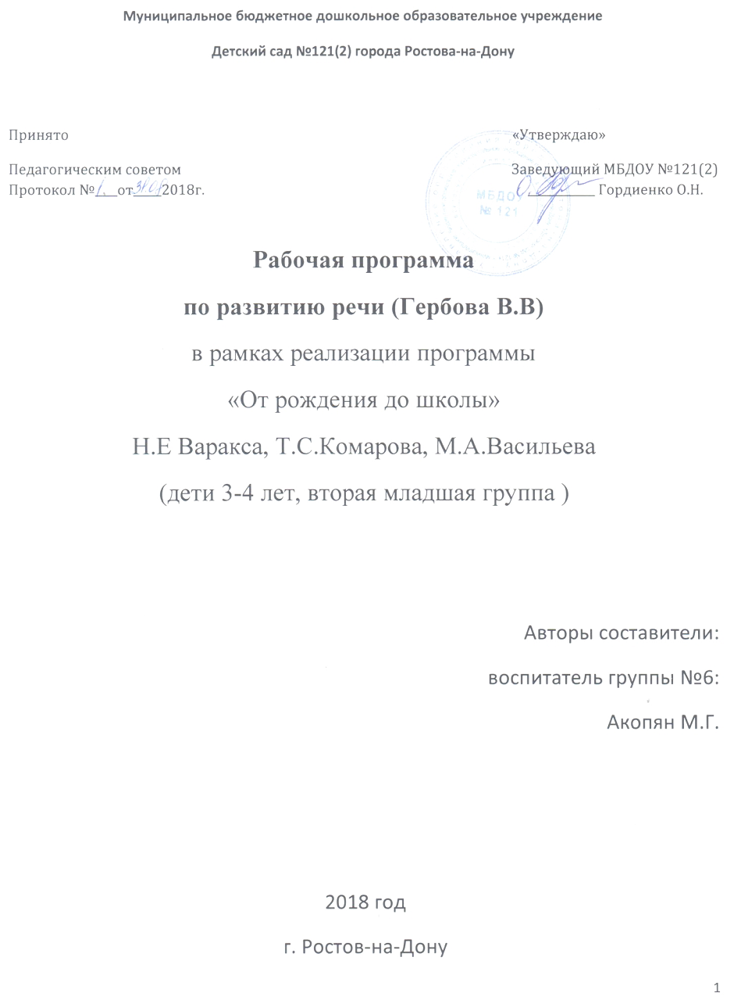 Муниципальное бюджетное дошкольное образовательное учреждение
Детский сад №121(2) города Ростова-на-Дону
Принято «Утверждаю»
Педагогическим советом Заведующий МБДОУ №121(2)
Протокол № 1. от 31.08 2018г. Гордиенко О.Н.
МБДОУ
№ 121
Рабочая программа
по развитию речи (Гербова В.В)
в рамках реализации программы
«От рождения до школы»
Н.Е Варакса, Т.С.Комарова, М.А.Васильева
(дети 3-4 лет, вторая младшая группа )
Авторы составители:
воспитатель группы №6:
Акопян М.Г.
2018 год
г. Ростов-на-Дону
1